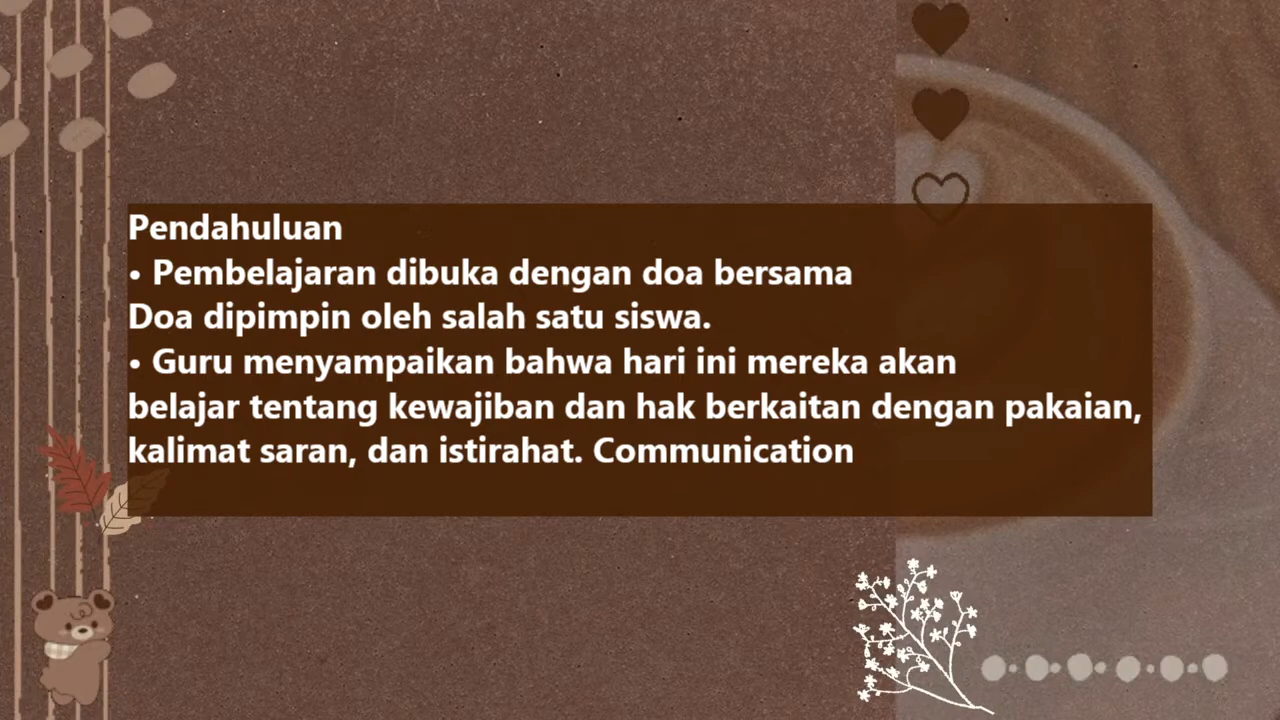 Pendahuluan
• Pembelajaran dibuka dengan doa bersama
Doa dipimpin oleh salah satu siswa.
• Guru menyampaikan bahwa hari ini mereka akan
belajar tentang kewajiban dan hak berkaitan dengan pakaian,
kalimat saran, dan istirahat. Communication